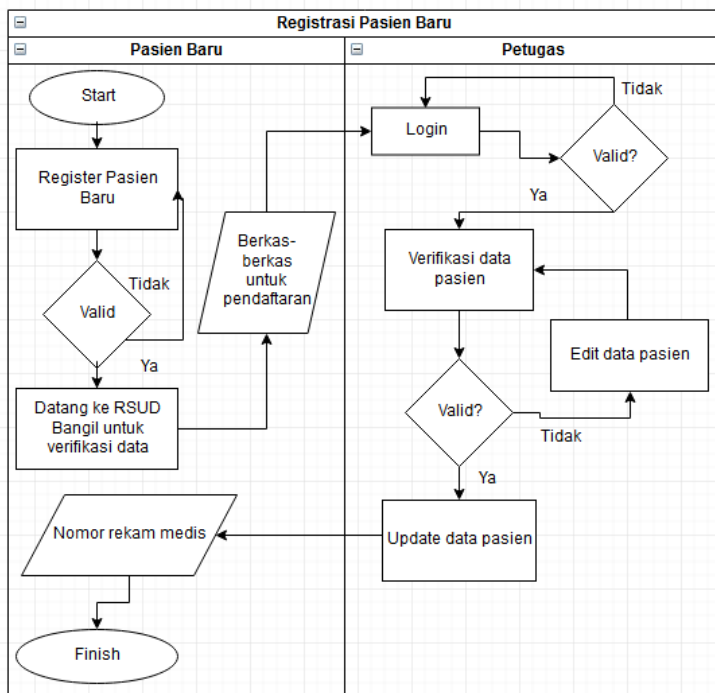 Registrasi Pasien Baru
Pasien Baru
Petugas
Start
Register Pasien
Baru
Valid
Tidak
Ya
Datang ke RSUD
Bangil untuk
verifikasi data
Berkas-
berkas
untuk
pendaftaran
Login
Tidak
Valid?
Ya
Verifikasi data
pasien
Edit data pasien
Valid?
Tidak
Ya
Update data pasien
Nomor rekam medis
Finish